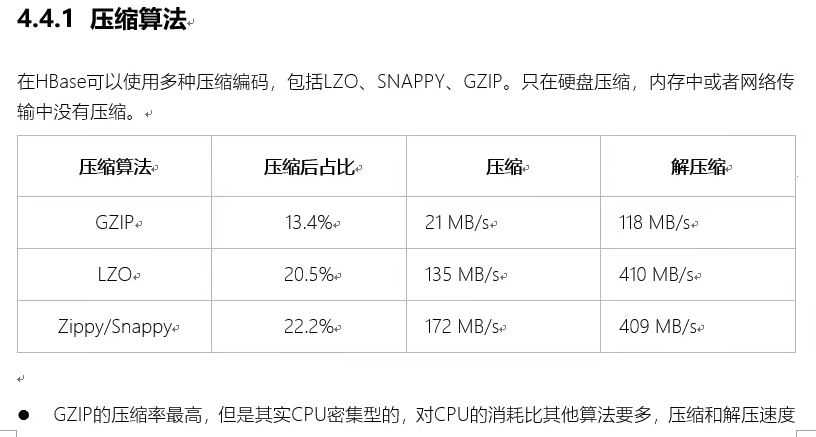 4.4.1 压缩算法
在HBase可以使用多种压缩编码，包括LZO、SNAPPY、GZIP。只在硬盘压缩，内存中或者网络传
输中没有压缩。
压缩算法 压缩后占比 压缩 解压缩
GZIP 13.4% 21 MB/s 118 MB/s
LZO 20.5% 135 MB/s 410 MB/s
Zippy/Snappy 22.2% 172 MB/s 409 MB/s
● GZIP的压缩率最高，但是其实CPU密集型的，对CPU的消耗比其他算法要多，压缩和解压速度